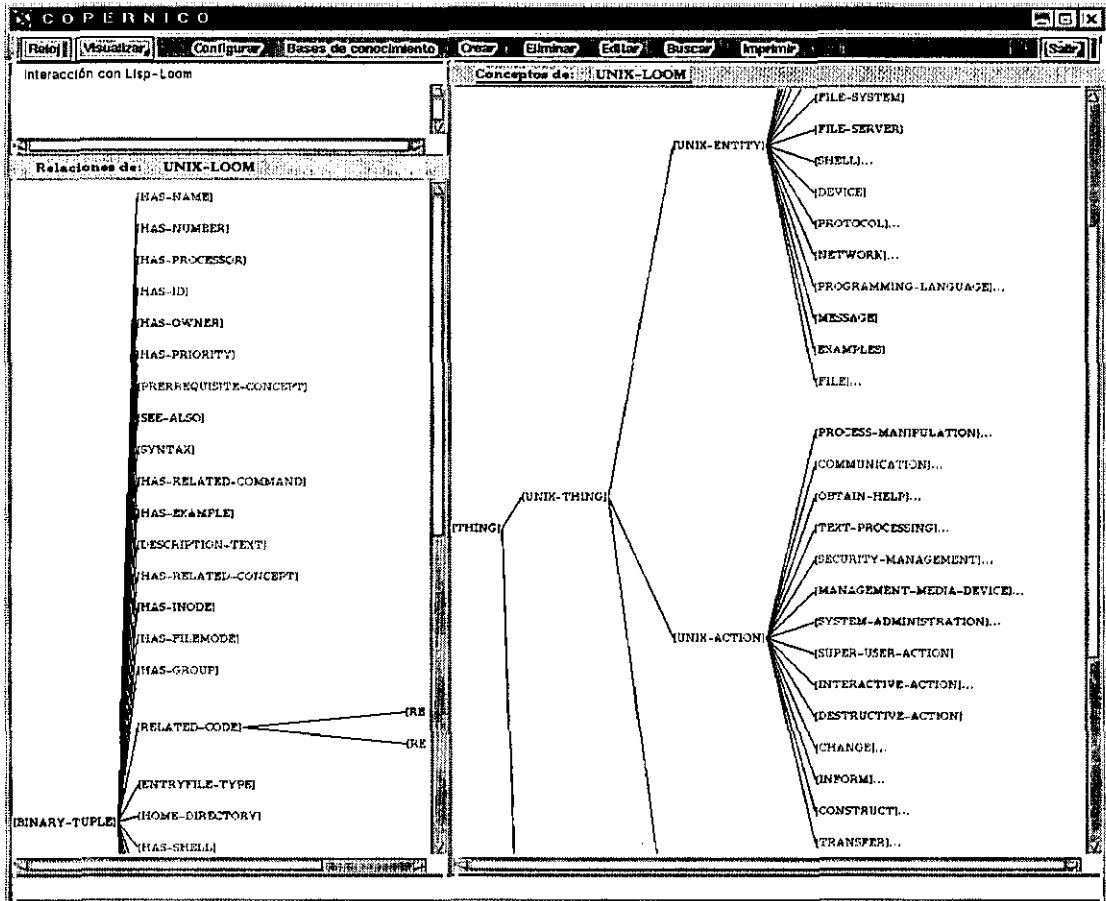 COPERNICO
Reloj Visualizar Configurar Bases de conocimiento Crear Eliminar Editar Buscar Imprimir Salir
Interacción con Lisp-Loom
Relaciones de: UNIX-LOOM
[HAS-NAME]
[HAS-NUMBER]
[HAS-PROCESSOR]
[HAS-ID]
[HAS-OWNER]
[HAS-PRIORITY]
[PRERREQUISITE-CONCEPT]
[SEE-ALSO]
[SYNTAX]
[HAS-RELATED-COMMAND]
[HAS-EXAMPLE]
[DESCRIPTION-TEXT]
[HAS-RELATED-CONCEPT]
[HAS-INODE]
[HAS-FILEMODE]
[HAS-GROUP]
[RE
[RELATED-CODE]
[RE
[ENTRYFILE-TYPE]
[HOME-DIRECTORY]
[BINARY-TUPLE]
[HAS-SHELL]
Conceptos de: UNIX-LOOM
[FILE-SYSTEM]
[FILE-SERVER]
[UNIX-ENTITY]
[SHELL]...
[DEVICE]
[PROTOCOL]...
[NETWORK]...
[PROGRAMMING-LANGUAGE]...
[MESSAGE]
[EXAMPLES]
[FILE]...
[PROCESS-MANIPULATION]...
[COMMUNICATION]...
[OBTAIN-HELP]...
[UNIX-THING]
[THING]
[TEXT-PROCESSING]...
[SECURITY-MANAGEMENT]...
[MANAGEMENT-MEDIA-DEVICE]...
[SYSTEM-ADMINISTRATION]...
[UNIX-ACTION]
[SUPER-USER-ACTION]
[INTERACTIVE-ACTION]...
[DESTRUCTIVE-ACTION]
[CHANGE]...
[INFORM]...
[CONSTRUCT]...
[TRANSFER]...